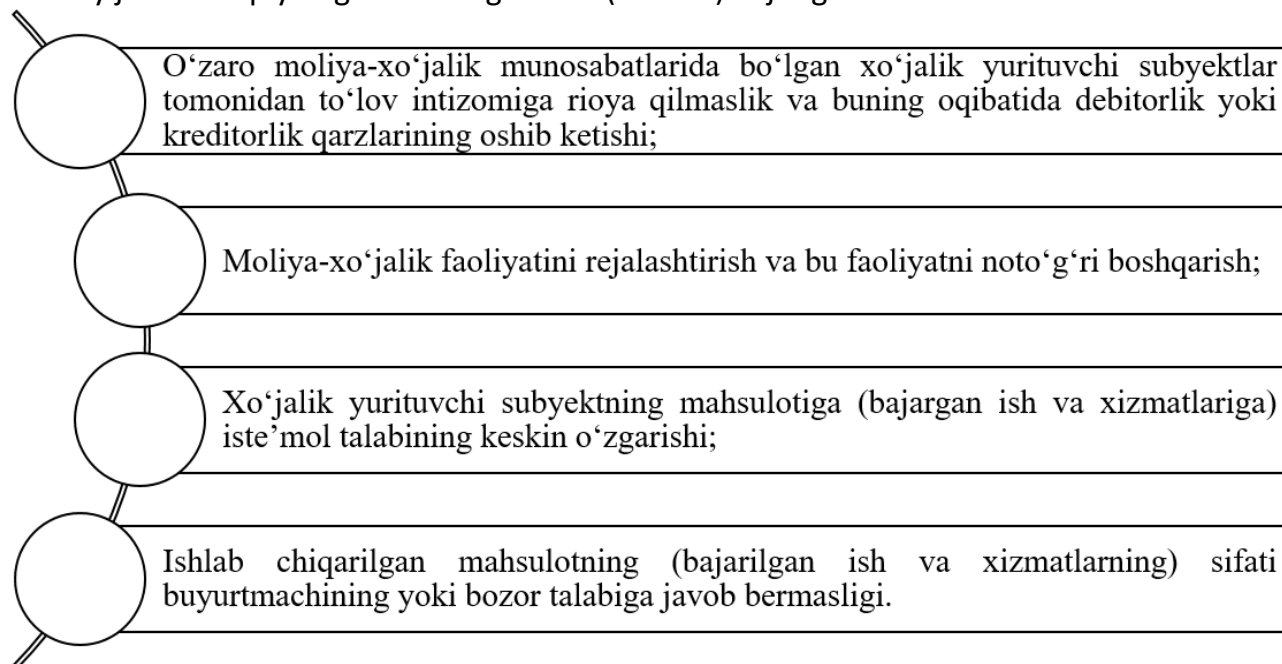 O‘zaro moliya-xo‘jalik munosabatlarida bo‘lgan xo‘jalik yurituvchi subyektlar
tomonidan to‘lov intizomiga rioya qilmaslik va buning oqibatida debitorlik yoki
kreditorlik qarzlarining oshib ketishi;
Moliya-xo‘jalik faoliyatini rejalashtirish va bu faoliyatni noto‘g‘ri boshqarish;
Xo‘jalik yurituvchi subyektning mahsulotiga (bajargan ish va xizmatlariga)
iste’mol talabining keskin o‘zgarishi;
Ishlab chiqarilgan mahsulotning (bajarilgan ish va xizmatlarning) sifati
buyurtmachining yoki bozor talabiga javob bermasligi.